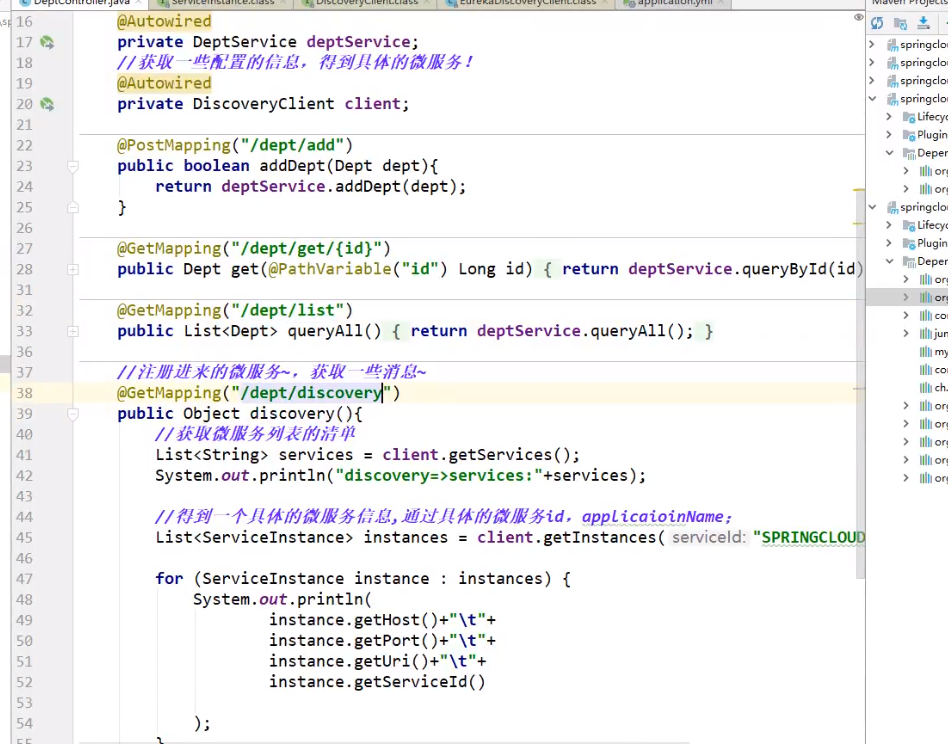 DeptController.java ServiceInstance.class DiscoveryClient.class EurekaDiscoveryClient.class application.yml Maven Projects
16 @Autowired
17 private DeptService deptService;
18 //获取一些配置的信息，得到具体的微服务！
19 @Autowired
20 private DiscoveryClient client;
21
22 @PostMapping("/dept/add")
23 public boolean addDept(Dept dept){
24 return deptService.addDept(dept);
25 }
26
27 @GetMapping("/dept/get/{id}")
28 public Dept get(@PathVariable("id") Long id) { return deptService.queryById(id)
31
32 @GetMapping("/dept/list")
33 public List<Dept> queryAll() { return deptService.queryAll(); }
36
37 //注册进来的微服务~，获取一些消息~
38 @GetMapping("/dept/discovery")
39 public Object discovery(){
40 //获取微服务列表的清单
41 List<String> services = client.getServices();
42 System.out.println("discovery=>services:"+services);
43
44 //得到一个具体的微服务信息,通过具体的微服务id，applicaioinName；
45 List<ServiceInstance> instances = client.getInstances( serviceId: "SPRINGCLOUD
46
47 for (ServiceInstance instance : instances) {
48 System.out.println(
49 instance.getHost()+"\t"+
50 instance.getPort()+"\t"+
51 instance.getUri()+"\t"+
52 instance.getServiceId()
53
54 );
55 }
springclo
springclo
springclo
springclo
Lifecy
Plugin
Depen
org
org
springclo
Lifecy
Plugin
Depen
org
org
co
jun
my
co
ch.
org
org
org
org
org